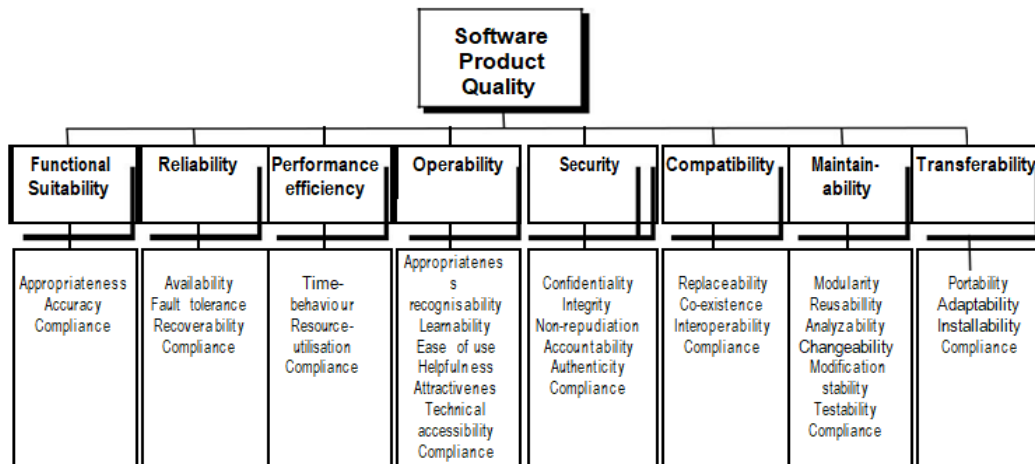 Software
Product
Quality
Functional
Suitability
Reliability
Performance
efficiency
Operability
Security
Compatibility
Maintain-
ability
Transferability
Appropriateness
Accuracy
Compliance
Availability
Fault tolerance
Recoverability
Compliance
Time-
behaviour
Resource-
utilisation
Compliance
Appropriatenes
s
recognisability
Learnability
Ease of use
Helpfulness
Attractivenes
Technical
accessibility
Compliance
Confidentiality
Integrity
Non-repudiation
Accountability
Authenticity
Compliance
Replaceability
Co-existence
Interoperability
Compliance
Modularity
Reusabillity
Analyzability
Changeability
Modification
stability
Testability
Compliance
Portability
Adaptability
Installability
Compliance